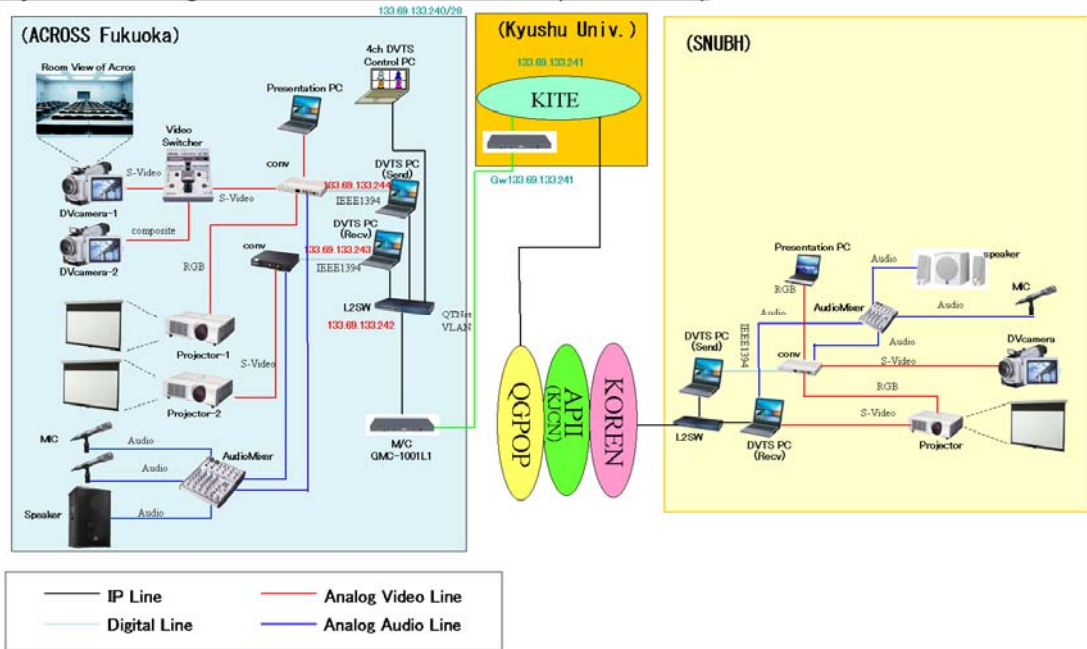 133.69.133.240/28
(ACROSS Fukuoka)
Room View of Acros
4ch DVTS
Control PC
Presentation PC
Video
Switcher
conv
S-Video
S-Video
133.69.133.244
DVTS PC
(Send)
IEEE1394
DVcamera-1
composite
DVcamera-2
RGB
DVTS PC
(Recv)
conv
133.69.133.243
IEEE1394
L2SW
133.69.133.242
QTNet
VLAN
Projector-1
S-Video
Projector-2
MIC
Audio
AudioMixer
Audio
Speaker
Audio
M/C
GMC-1001L1
(Kyushu Univ.)
133.69.133.241
KITE
Gw133.69.133.241
QGPOP
APII
(KJCN)
KOREN
(SNUBH)
Presentation PC
Audio
speaker
RGB
MIC
Audio
AudioMixer
Audio
Audio
DVTS PC
(Send)
IEEE1394
conv
S-Video
DVcamera
RGB
S-Video
L2SW
DVTS PC
(Recv)
Projector
IP Line
Analog Video Line
Digital Line
Analog Audio Line